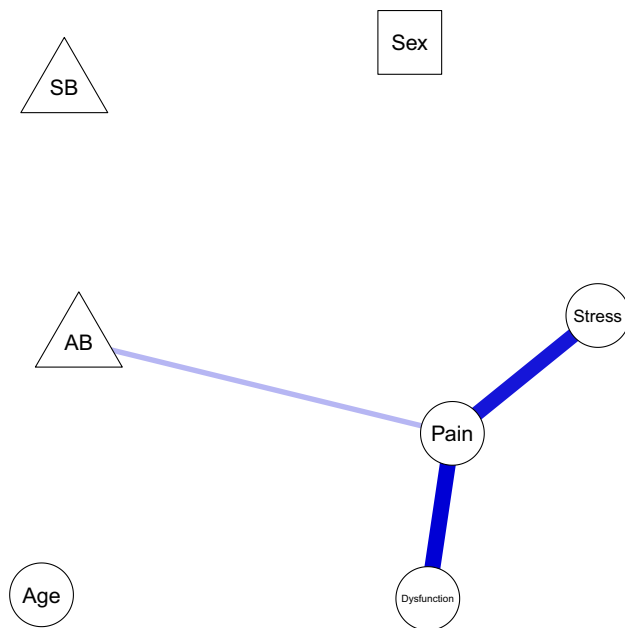 Sex
SB
Stress
AB
Pain
Age
Dysfunction